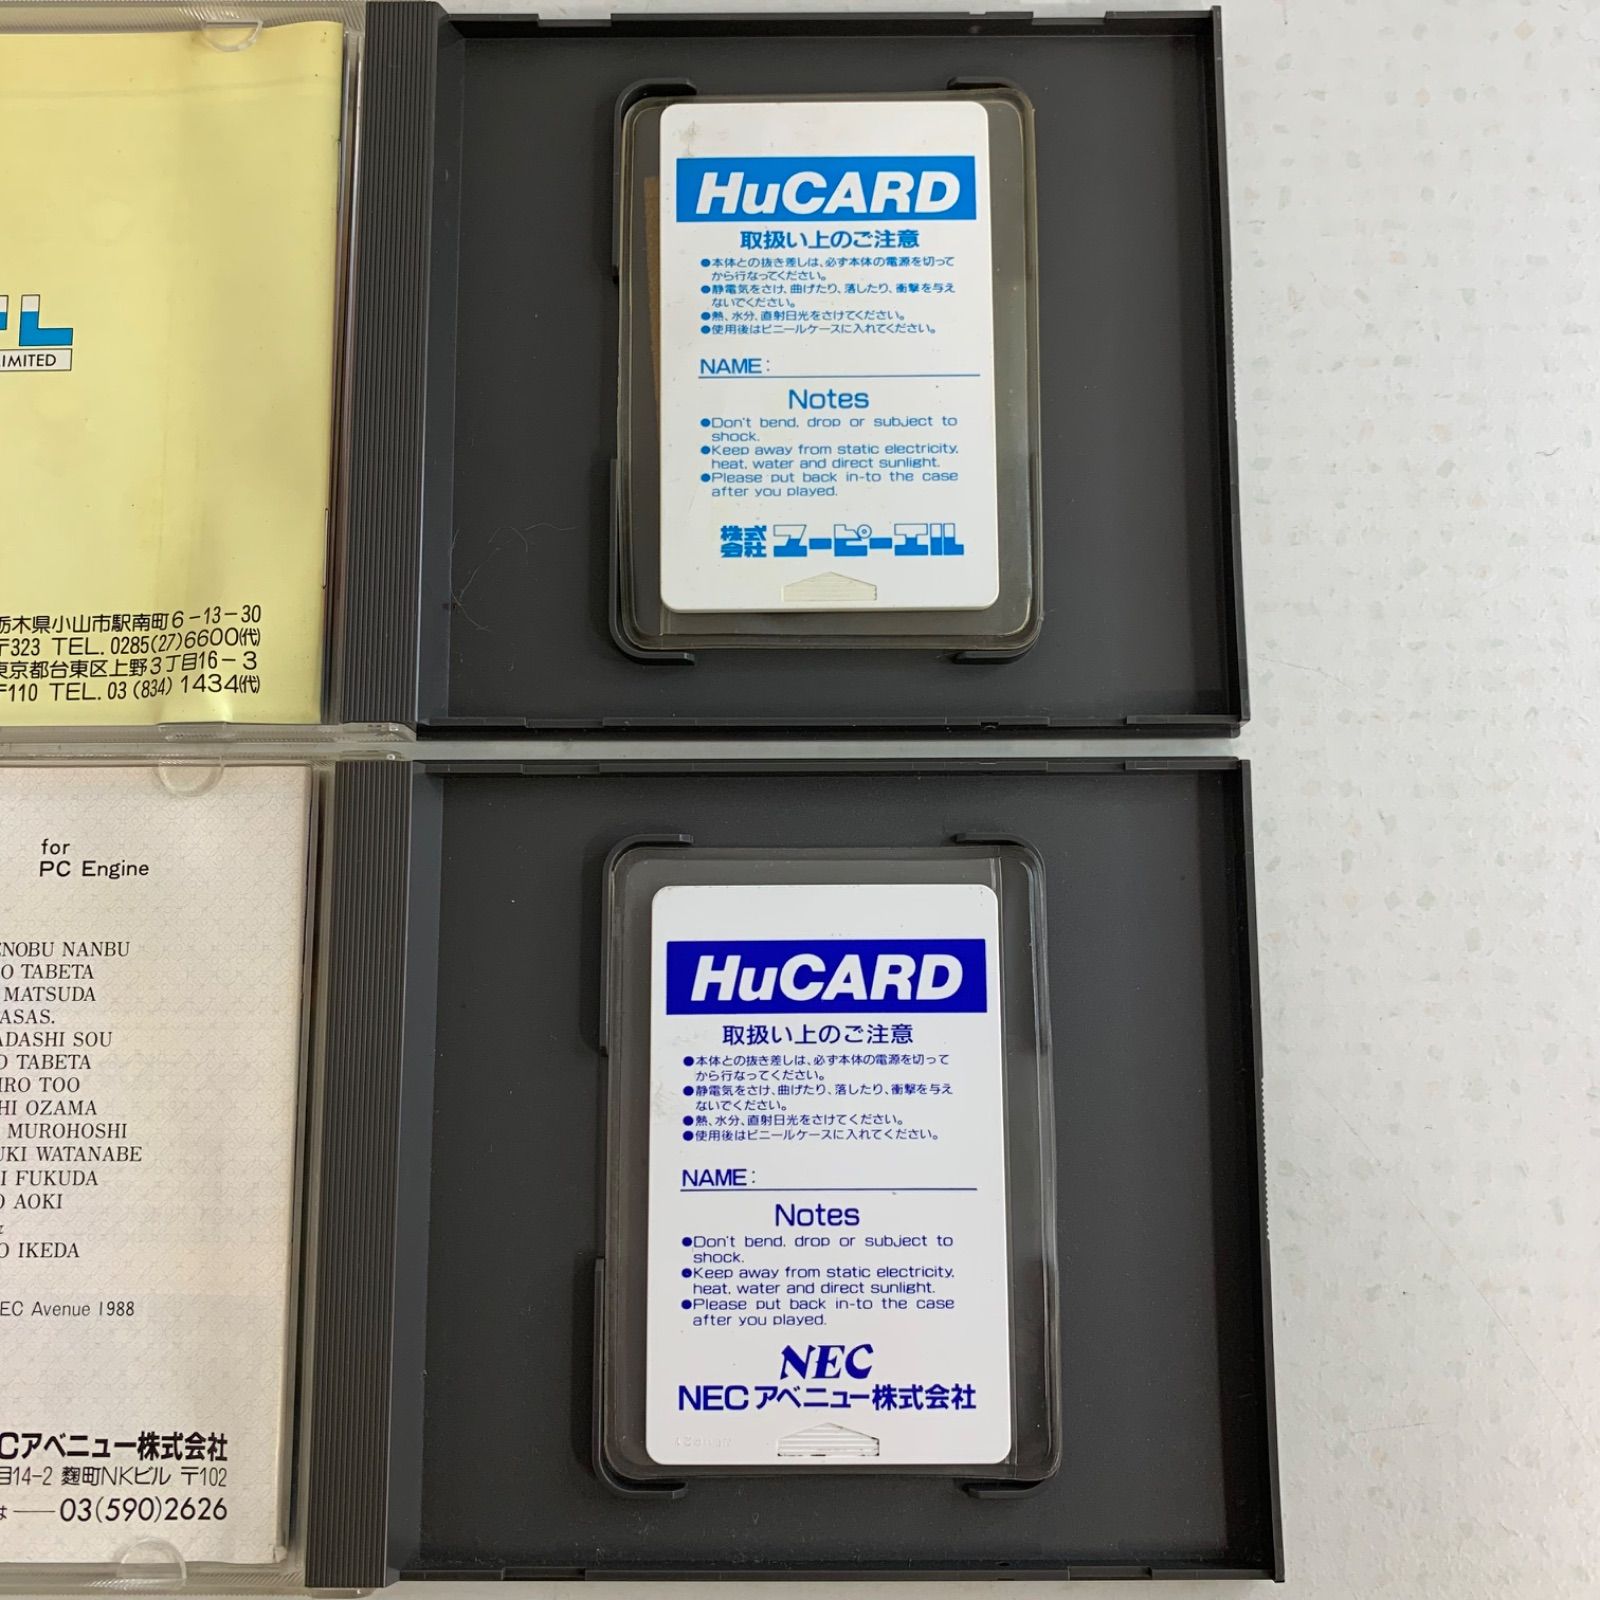 LIMITED
栃木県小山市駅南町6-13-30
〒323 TEL. 0285(27)6600(代)
東京都台東区上野3丁目16-3
〒110 TEL. 03(834)1434(代)
HuCARD
取扱い上のご注意
●本体との抜き差しは、必ず本体の電源を切って
から行なってください。
●静電気をさけ、曲げたり、落したり、衝撃を与え
ないでください。
●熱、水分、直射日光をさけてください。
●使用後はビニールケースに入れてください。
NAME:
Notes
●Don't bend, drop or subject to
shock.
●Keep away from static electricity,
heat, water and direct sunlight.
●Please put back in-to the case
after you played.
株式会社 ユーピーエル
for
PC Engine
ENOBU NANBU
O TABETA
MATSUDA
ASAS.
ADASHI SOU
O TABETA
IRO TOO
HI OZAMA
MUROHOSHI
UKI WATANABE
I FUKUDA
O AOKI
O IKEDA
EC Avenue 1988
Cアベニュー株式会社
目14-2 麹町NKビル 〒102
は——03(590)2626
HuCARD
取扱い上のご注意
●本体との抜き差しは、必ず本体の電源を切って
から行なってください。
●静電気をさけ、曲げたり、落したり、衝撃を与え
ないでください。
●熱、水分、直射日光をさけてください。
●使用後はビニールケースに入れてください。
NAME:
Notes
●Don't bend, drop or subject to
shock.
●Keep away from static electricity,
heat, water and direct sunlight.
●Please put back in-to the case
after you played.
NEC
NECアベニュー株式会社